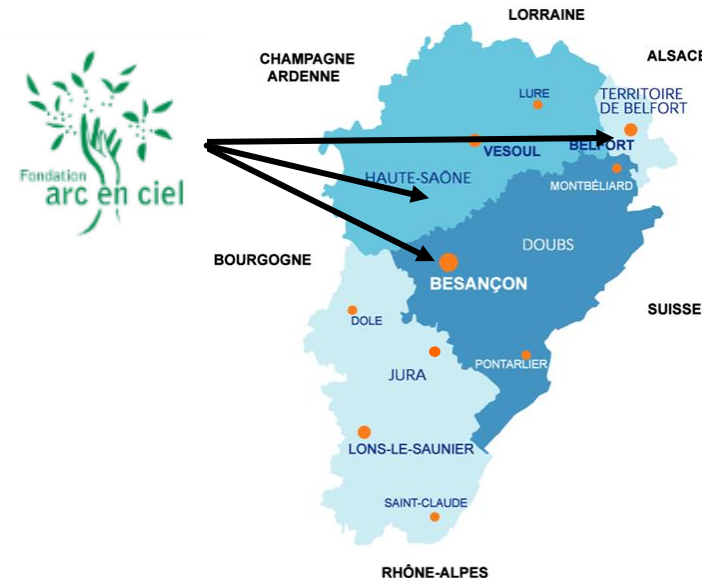 LORRAINE
CHAMPAGNE
ARDENNE
ALSACE
LURE
TERRITOIRE
DE BELFORT
VESOUL
BELFORT
Fondation
arc en ciel
HAUTE-SAÔNE
MONTBÉLIARD
DOUBS
BOURGOGNE
BESANÇON
SUISSE
DOLE
PONTARLIER
JURA
LONS-LE-SAUNIER
SAINT-CLAUDE
RHÔNE-ALPES